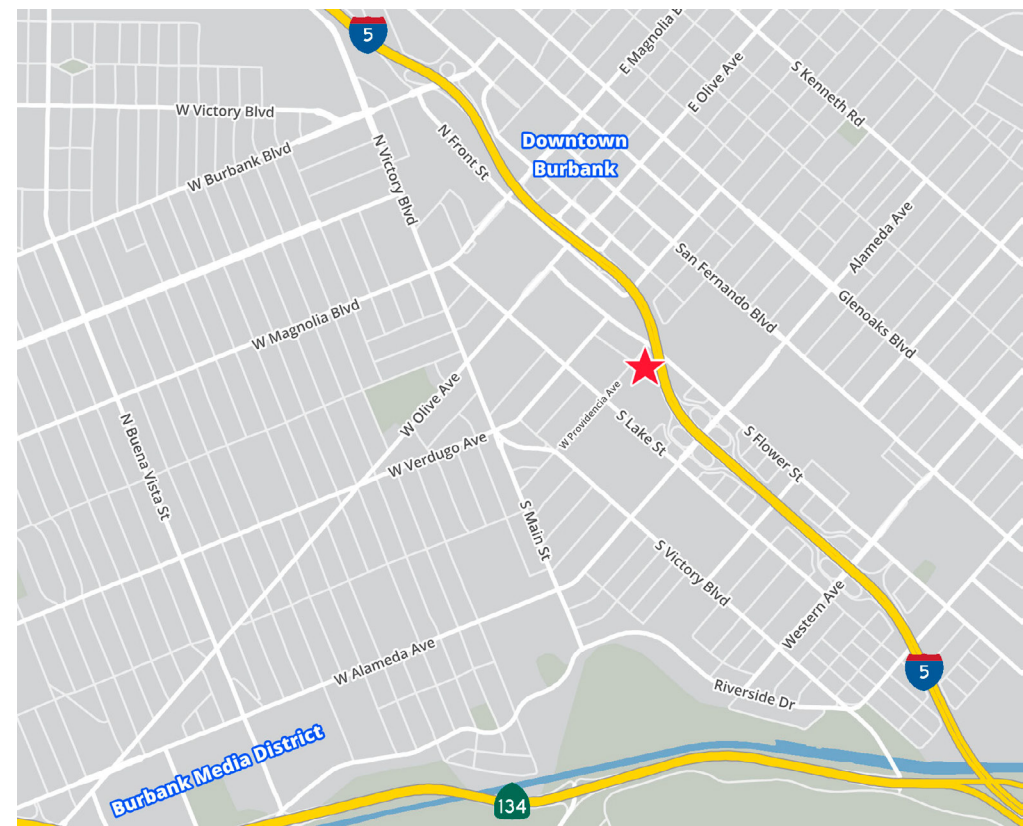 5
E Magnolia B
S Kenneth Rd
E Olive Ave
W Victory Blvd
N Victory Blvd
N Front St
Downtown
Burbank
W Burbank Blvd
Alameda Ave
San Fernando Blvd
Glenoaks Blvd
W Magnolia Blvd
W Olive Ave
W Providencia Ave
S Lake St
N Buena Vista St
W Verdugo Ave
S Flower St
S Main St
S Victory Blvd
Western Ave
W Alameda Ave
5
Riverside Dr
Burbank Media District
134